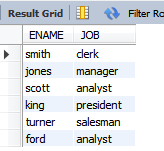 Result Grid Filter Ro
ENAME JOB
smith clerk
jones manager
scott analyst
king president
turner salesman
ford analyst